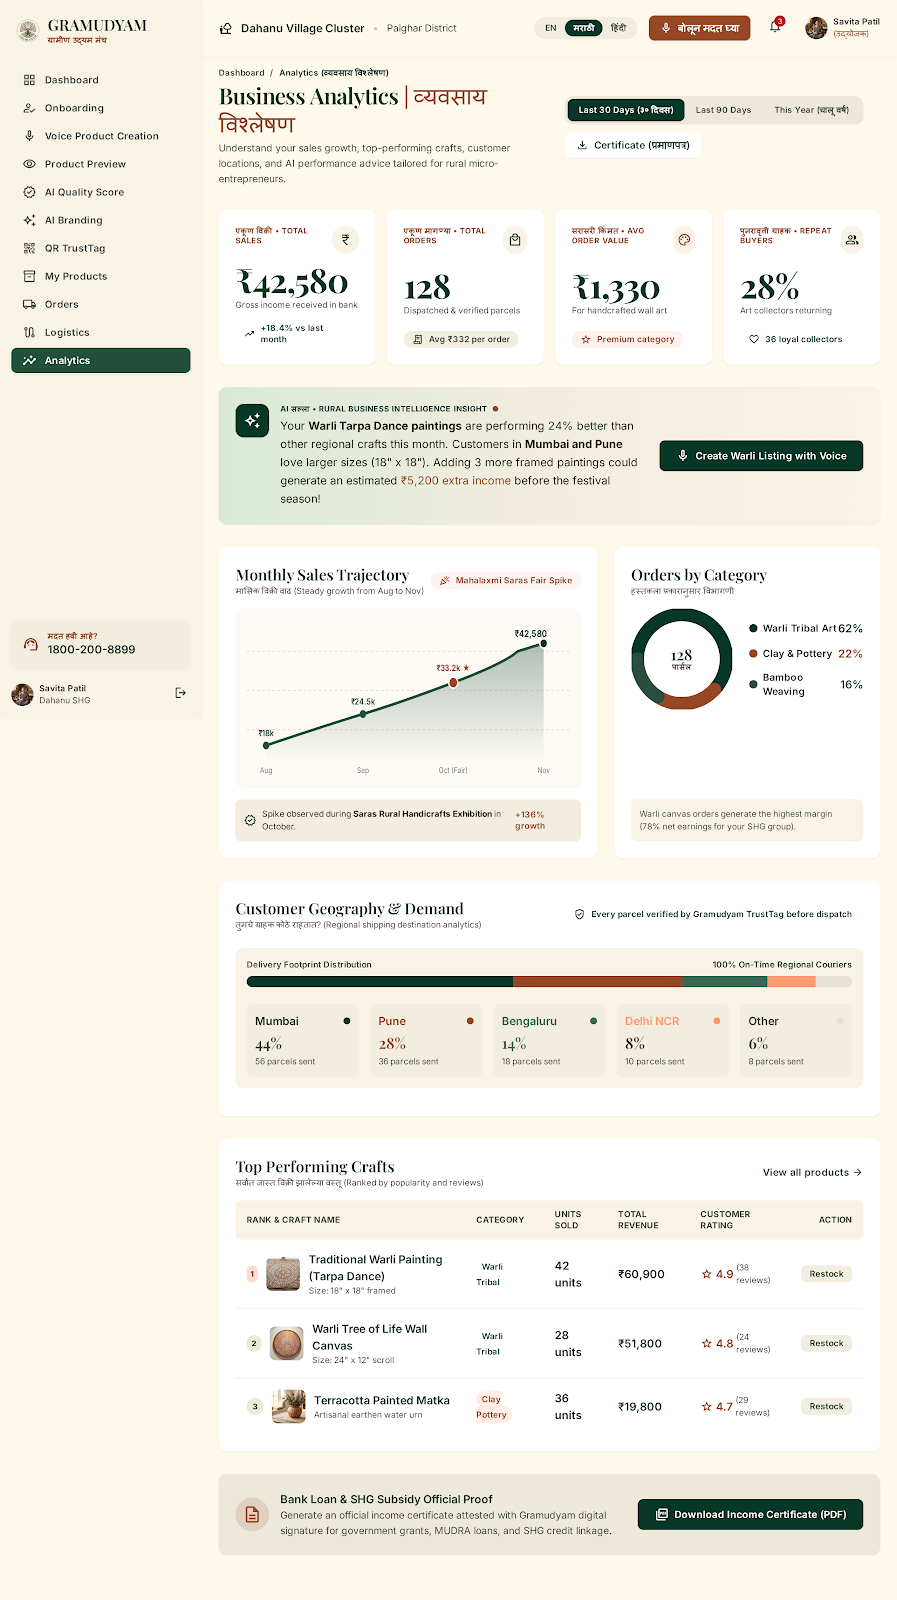 GRAMUDYAM
ग्रामीण उद्यम मंच
Dashboard
Onboarding
Voice Product Creation
Product Preview
AI Quality Score
AI Branding
QR TrustTag
My Products
Orders
Logistics
Analytics
मदत हवी आहे?
1800-200-8899
Savita Patil
Dahanu SHG
Dahanu Village Cluster • Palghar District
EN मराठी हिंदी
बोलून मदत घ्या
3
Savita Patil
(उद्योजक)
Dashboard / Analytics (व्यवसाय विश्लेषण)
Business Analytics | व्यवसाय
विश्लेषण
Understand your sales growth, top-performing crafts, customer
locations, and AI performance advice tailored for rural micro-
entrepreneurs.
Last 30 Days (३० दिवस) Last 90 Days This Year (चालू वर्ष)
Certificate (प्रमाणपत्र)
एकूण विक्री • TOTAL
SALES
₹
₹42,580
Gross income received in bank
+18.4% vs last
month
एकूण मागण्या • TOTAL
ORDERS
128
Dispatched & verified parcels
Avg ₹332 per order
सरासरी किंमत • AVG
ORDER VALUE
₹1,330
For handcrafted wall art
Premium category
पुनरावृत्ती ग्राहक • REPEAT
BUYERS
28%
Art collectors returning
36 loyal collectors
AI सल्ला • RURAL BUSINESS INTELLIGENCE INSIGHT
Your Warli Tarpa Dance paintings are performing 24% better than
other regional crafts this month. Customers in Mumbai and Pune
love larger sizes (18" x 18"). Adding 3 more framed paintings could
generate an estimated ₹5,200 extra income before the festival
season!
Create Warli Listing with Voice
Monthly Sales Trajectory
मासिक विक्री वाढ (Steady growth from Aug to Nov)
Mahalaxmi Saras Fair Spike
₹42,580
₹33.2k ★
₹24.5k
₹18k
Aug Sep Oct (Fair) Nov
Spike observed during Saras Rural Handicrafts Exhibition in
October.
+136%
growth
Orders by Category
हस्तकला प्रकारानुसार विभागणी
128
पार्सल
Warli Tribal Art 62%
Clay & Pottery 22%
Bamboo
Weaving
16%
Warli canvas orders generate the highest margin
(78% net earnings for your SHG group).
Customer Geography & Demand
तुमचे ग्राहक कोठे राहतात? (Regional shipping destination analytics)
Every parcel verified by Gramudyam TrustTag before dispatch
Delivery Footprint Distribution
100% On-Time Regional Couriers
Mumbai
44%
56 parcels sent
Pune
28%
36 parcels sent
Bengaluru
14%
18 parcels sent
Delhi NCR
8%
10 parcels sent
Other
6%
8 parcels sent
Top Performing Crafts
सर्वात जास्त विक्री झालेल्या वस्तू (Ranked by popularity and reviews)
View all products →
RANK & CRAFT NAME CATEGORY UNITS SOLD TOTAL REVENUE CUSTOMER RATING ACTION
1
Traditional Warli Painting
(Tarpa Dance)
Size: 18" x 18" framed
Warli
Tribal
42
units
₹60,900
4.9 (38
reviews)
Restock
2
Warli Tree of Life Wall
Canvas
Size: 24" x 12" scroll
Warli
Tribal
28
units
₹51,800
4.8 (24
reviews)
Restock
3
Terracotta Painted Matka
Artisanal earthen water urn
Clay
Pottery
36
units
₹19,800
4.7 (29
reviews)
Restock
Bank Loan & SHG Subsidy Official Proof
Generate an official income certificate attested with Gramudyam digital
signature for government grants, MUDRA loans, and SHG credit linkage.
Download Income Certificate (PDF)